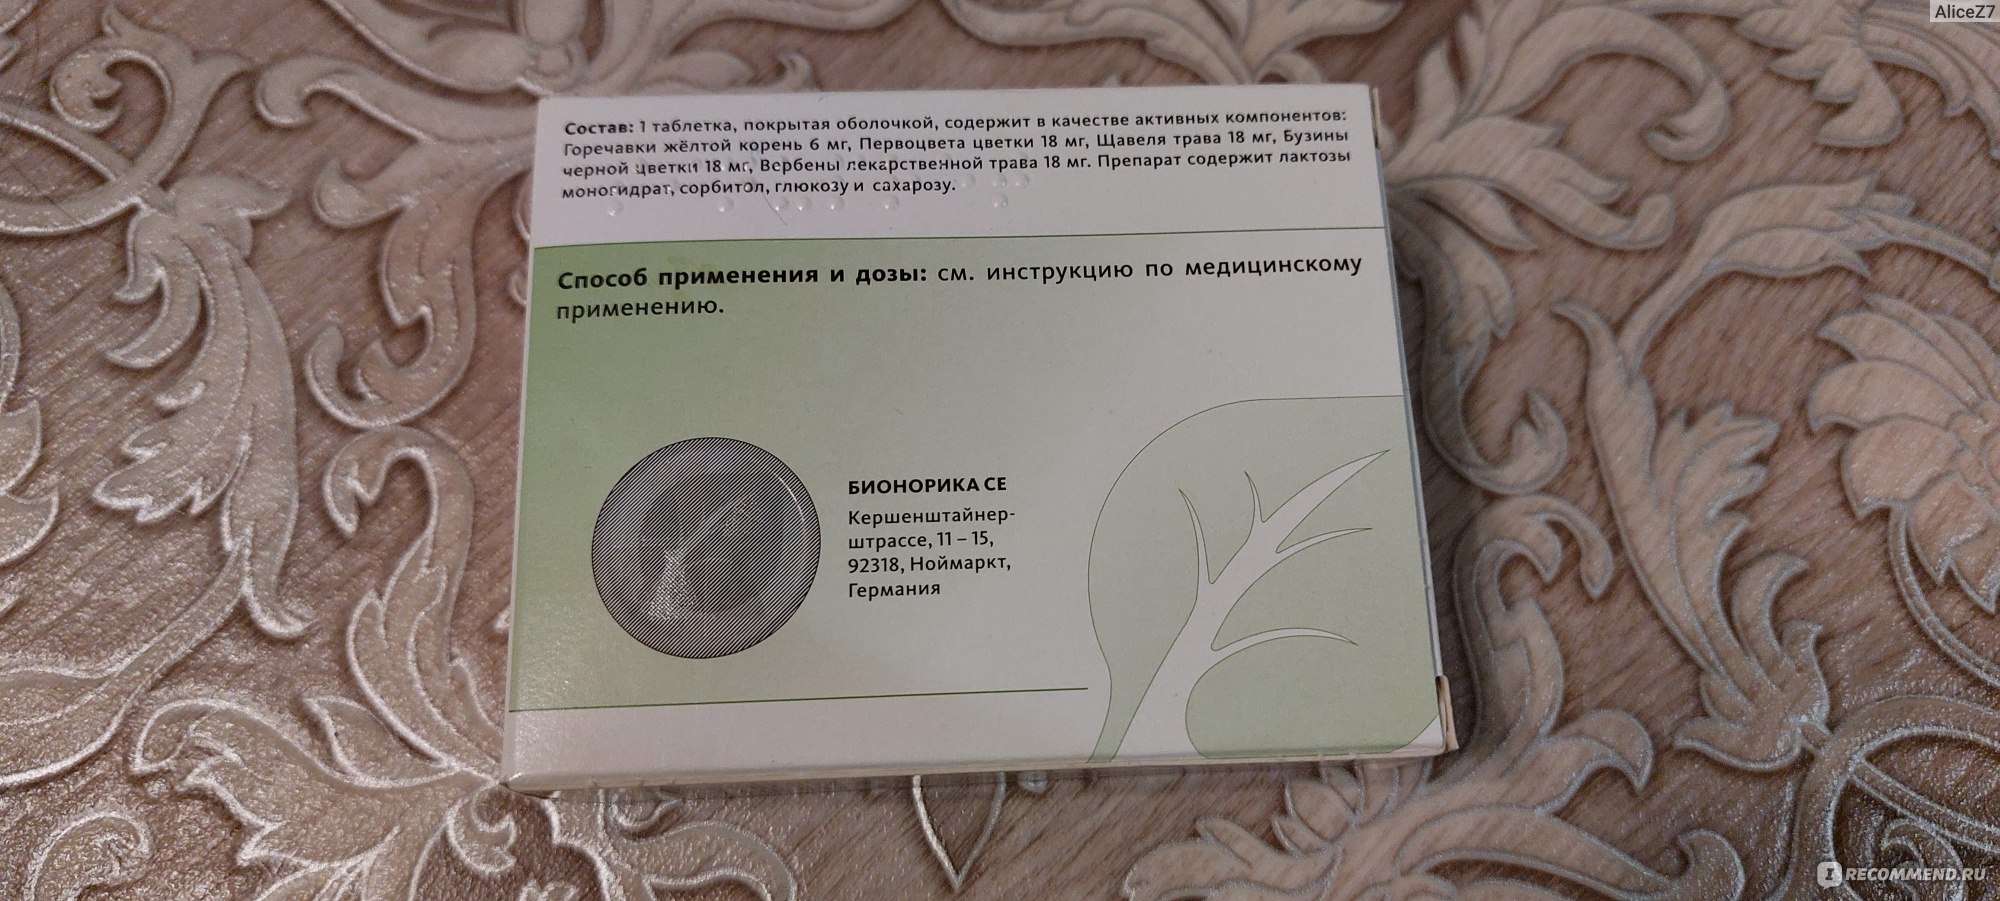 AliceZ7
Состав: 1 таблетка, покрытая оболочкой, содержит в качестве активных компонентов:
Горечавки жёлтой корень 6 мг, Первоцвета цветки 18 мг, Щавеля трава 18 мг, Бузины
черной цветки 18 мг, Вербены лекарственной трава 18 мг. Препарат содержит лактозы
моногидрат, сорбитол, глюкозу и сахарозу.
Способ применения и дозы: см. инструкцию по медицинскому
применению.
БИОНОРИКА СЕ
Кершенштайнер-
штрассе, 11 – 15,
92318, Ноймаркт,
Германия
IRECOMMEND.RU